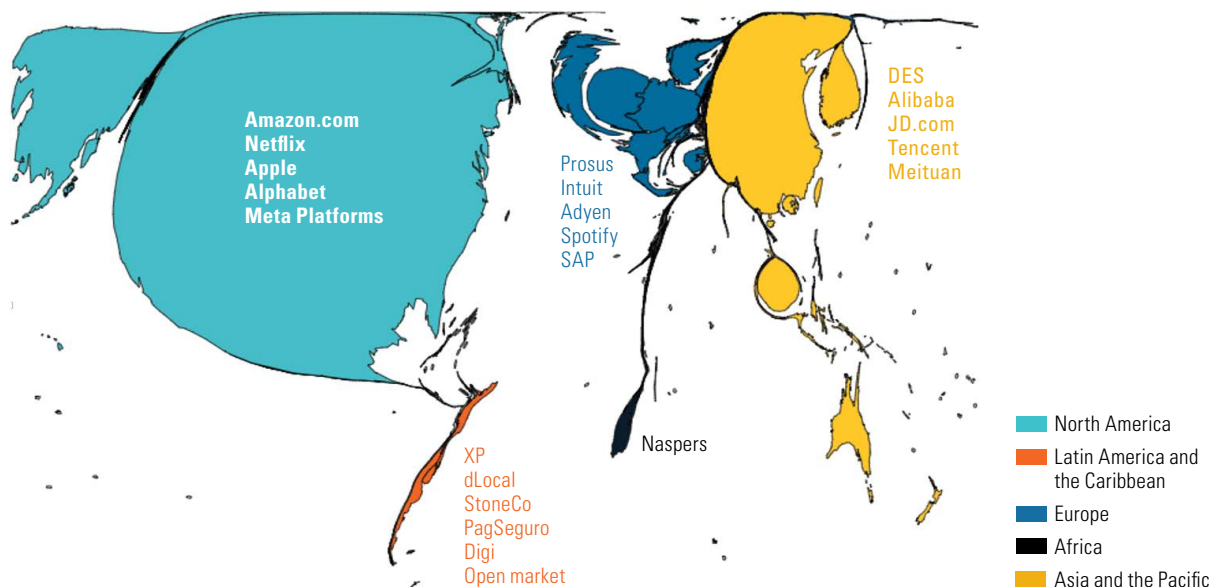 Amazon.com
Netflix
Apple
Alphabet
Meta Platforms
Prosus
Intuit
Adyen
Spotify
SAP
DES
Alibaba
JD.com
Tencent
Meituan
XP
dLocal
StoneCo
PagSeguro
Digi
Open market
Naspers
North America
Latin America and
the Caribbean
Europe
Africa
Asia and the Pacific